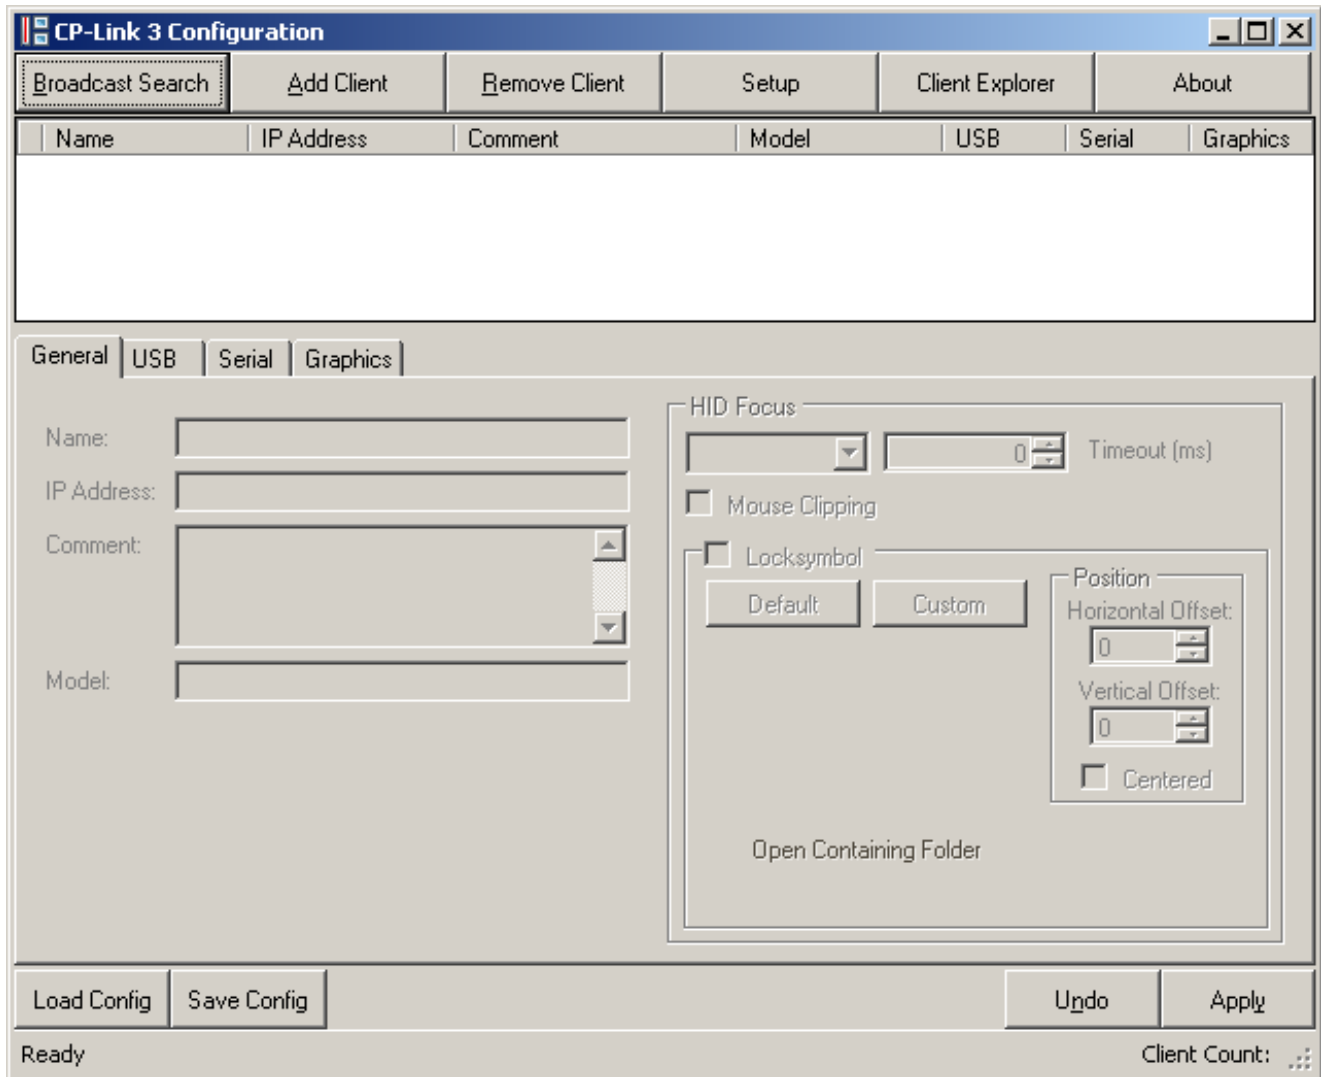 CP-Link 3 Configuration
Broadcast Search Add Client Remove Client Setup Client Explorer About
Name IP Address Comment Model USB Serial Graphics
General USB Serial Graphics
HID Focus
Name:
0 Timeout (ms)
IP Address:
Mouse Clipping
Comment:
Locksymbol
Default Custom
Position
Horizontal Offset:
0
Model:
Vertical Offset:
0
Centered
Open Containing Folder
Load Config Save Config Undo Apply
Ready Client Count: